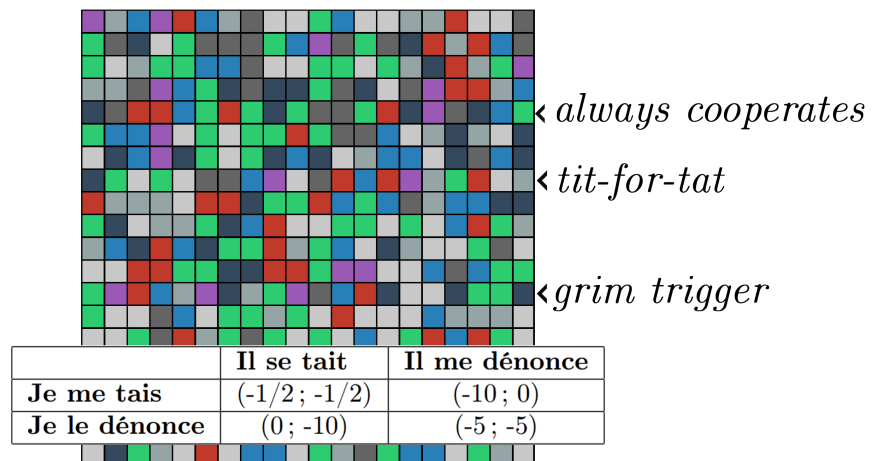 always cooperates
tit-for-tat
grim trigger
Il se tait Il me dénonce
Je me tais (-1/2 ; -1/2) (-10 ; 0)
Je le dénonce (0 ; -10) (-5 ; -5)